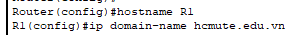 Router(config)#hostname R1
R1(config)#ip domain-name hcmute.edu.vn